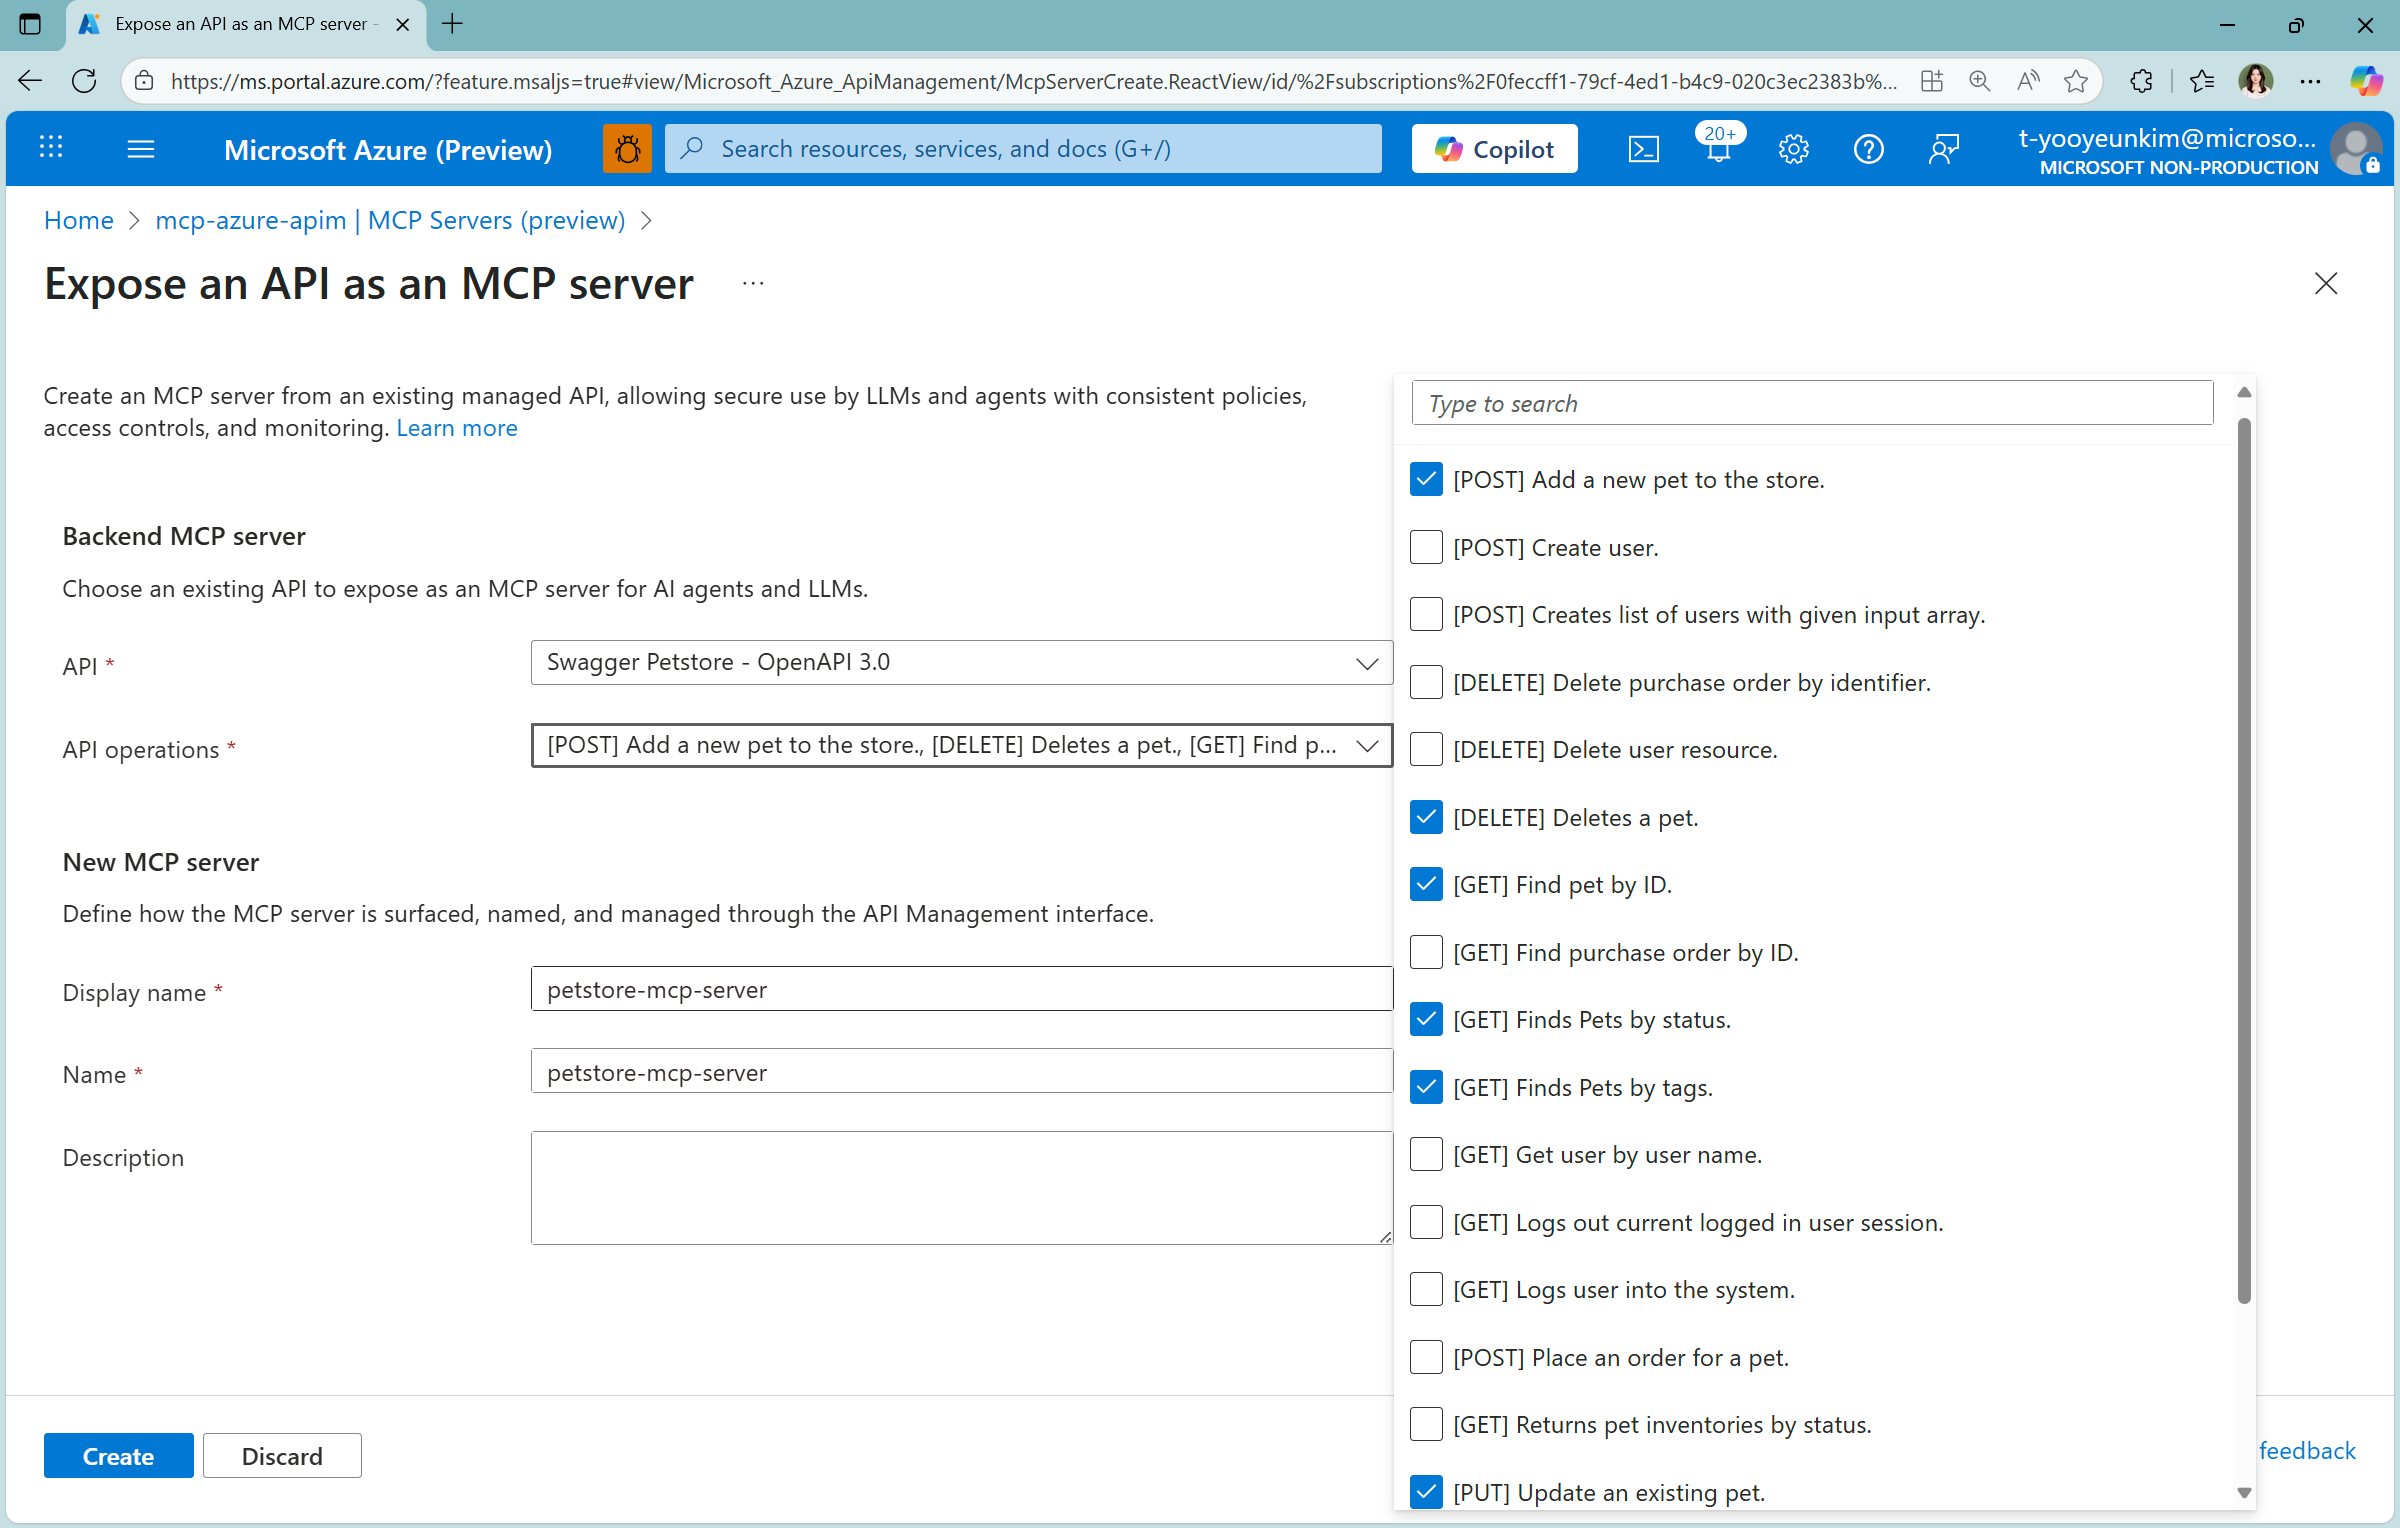 Expose an API as an MCP server -
https://ms.portal.azure.com/?feature.msaljs=true#view/Microsoft_Azure_ApiManagement/McpServerCreate.ReactView/id/%2Fsubscriptions%2F0feccff1-79cf-4ed1-b4c9-020c3ec2383b%...
Microsoft Azure (Preview)
Search resources, services, and docs (G+/)
Copilot
20+
t-yooyeunkim@microso...
MICROSOFT NON-PRODUCTION
Home > mcp-azure-apim | MCP Servers (preview) >
Expose an API as an MCP server ...
Create an MCP server from an existing managed API, allowing secure use by LLMs and agents with consistent policies,
access controls, and monitoring. Learn more
Backend MCP server
Choose an existing API to expose as an MCP server for AI agents and LLMs.
API *
Swagger Petstore - OpenAPI 3.0
API operations *
[POST] Add a new pet to the store., [DELETE] Deletes a pet., [GET] Find p...
New MCP server
Define how the MCP server is surfaced, named, and managed through the API Management interface.
Display name *
petstore-mcp-server
Name *
petstore-mcp-server
Description
Type to search
[POST] Add a new pet to the store.
[POST] Create user.
[POST] Creates list of users with given input array.
[DELETE] Delete purchase order by identifier.
[DELETE] Delete user resource.
[DELETE] Deletes a pet.
[GET] Find pet by ID.
[GET] Find purchase order by ID.
[GET] Finds Pets by status.
[GET] Finds Pets by tags.
[GET] Get user by user name.
[GET] Logs out current logged in user session.
[GET] Logs user into the system.
[POST] Place an order for a pet.
[GET] Returns pet inventories by status.
[PUT] Update an existing pet.
Create
Discard
feedback